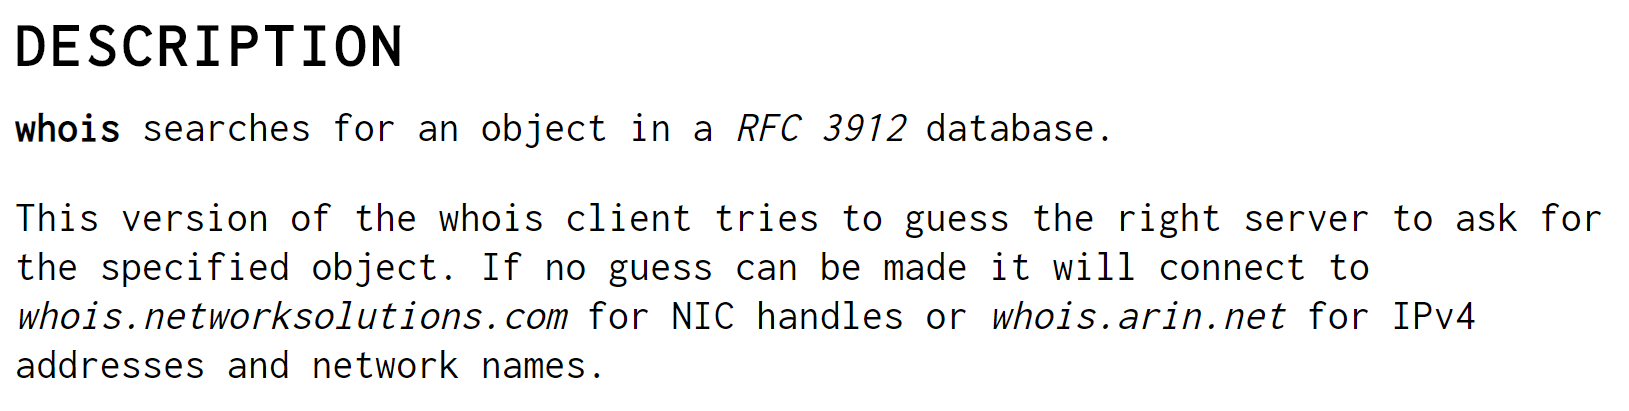 DESCRIPTION
whois searches for an object in a RFC 3912 database.
This version of the whois client tries to guess the right server to ask for
the specified object. If no guess can be made it will connect to
whois.networksolutions.com for NIC handles or whois.arin.net for IPv4
addresses and network names.